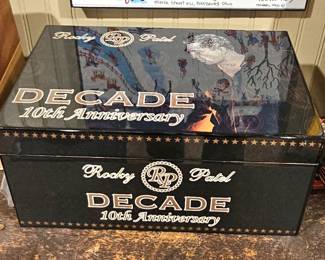 Rocky RP Patel
DECADE
10th Anniversary
Rocky RP Patel
DECADE
10th Anniversary